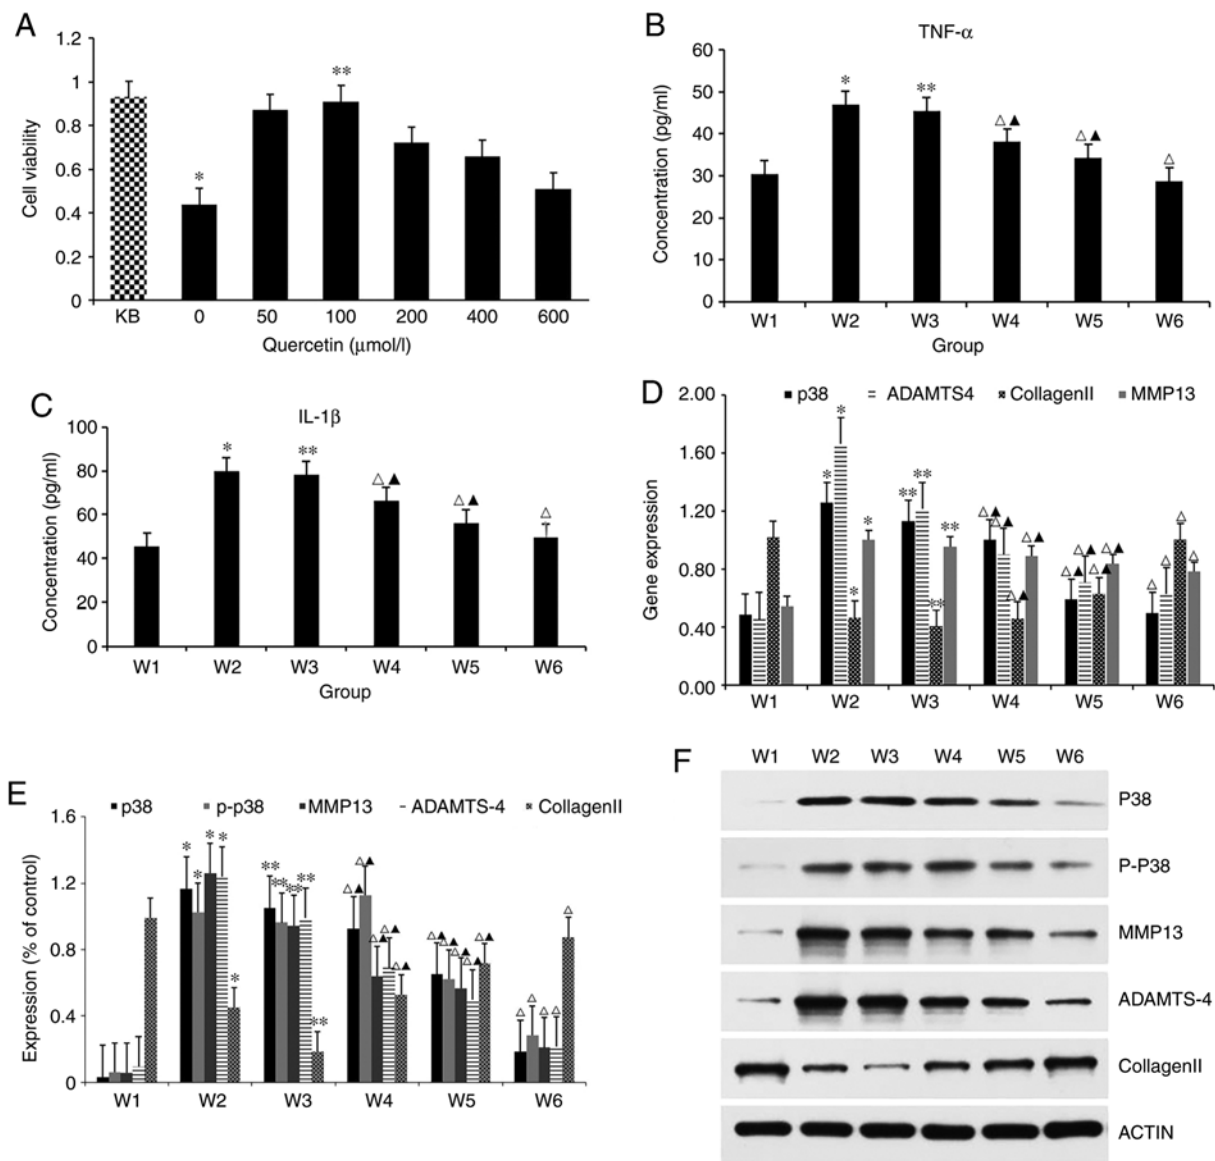 A
1.2
1
0.8
0.6
0.4
0.2
0
Cell viability
*
**
KB 0 50 100 200 400 600
Quercetin (μmol/l)
B
TNF-α
60
50
40
30
20
10
0
Concentration (pg/ml)
* ** △▲ △▲ △
W1 W2 W3 W4 W5 W6
Group
C
IL-1β
100
80
60
40
20
0
Concentration (pg/ml)
* ** △▲ △▲ △
W1 W2 W3 W4 W5 W6
Group
D
p38 ADAMTS4 CollagenII MMP13
2.00
1.60
1.20
0.80
0.40
0.00
Gene expression
* * * *
** ** ** **
△▲ △▲ △▲ △▲
△▲ △▲ △▲ △▲
△ △ △ △
W1 W2 W3 W4 W5 W6
E
p38 p-p38 MMP13 ADAMTS-4 CollagenII
1.6
1.2
0.8
0.4
0
Expression (% of control)
* * * * *
** ** ** ** **
△▲ △▲ △▲ △▲ △▲
△▲ △▲ △▲ △▲ △▲
△ △ △ △ △
W1 W2 W3 W4 W5 W6
F
W1 W2 W3 W4 W5 W6
P38
P-P38
MMP13
ADAMTS-4
CollagenII
ACTIN